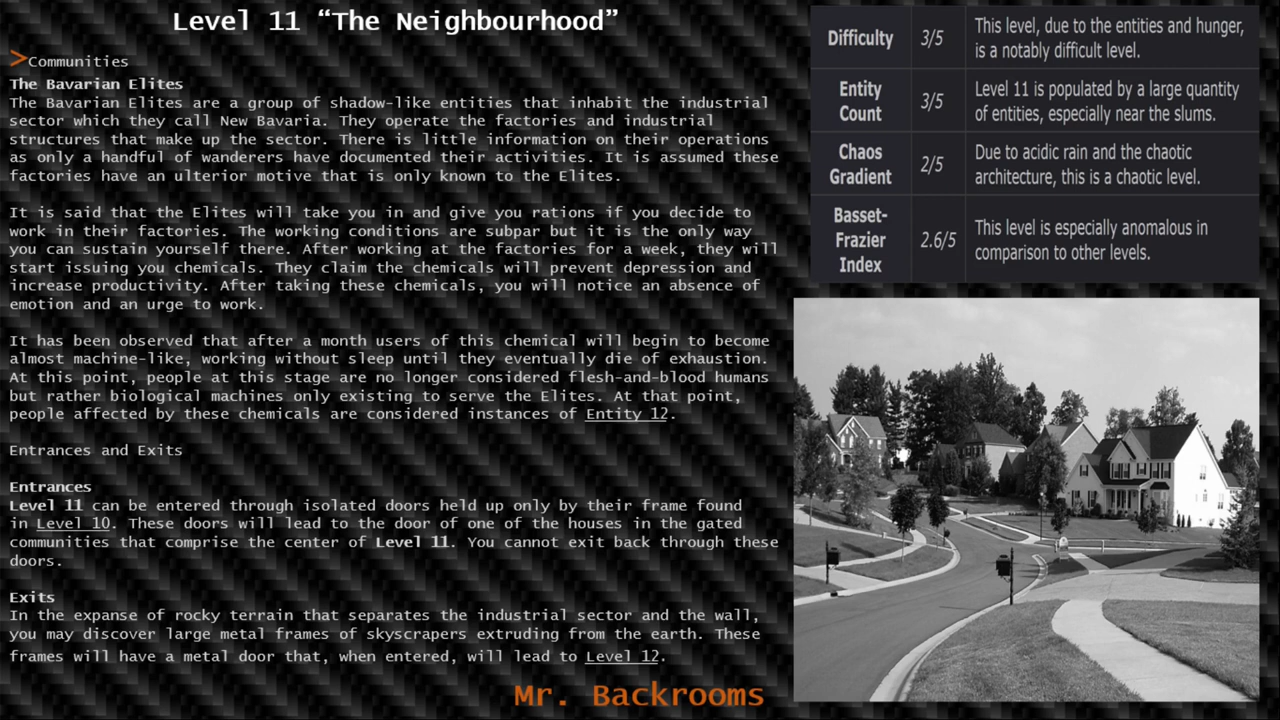 Level 11 “The Neighbourhood”
>Communities
The Bavarian Elites
The Bavarian Elites are a group of shadow-like entities that inhabit the industrial
sector which they call New Bavaria. They operate the factories and industrial
structures that make up the sector. There is little information on their operations
as only a handful of wanderers have documented their activities. It is assumed these
factories have an ulterior motive that is only known to the Elites.
It is said that the Elites will take you in and give you rations if you decide to
work in their factories. The working conditions are subpar but it is the only way
you can sustain yourself there. After working at the factories for a week, they will
start issuing you chemicals. They claim the chemicals will prevent depression and
increase productivity. After taking these chemicals, you will notice an absence of
emotion and an urge to work.
It has been observed that after a month users of this chemical will begin to become
almost machine-like, working without sleep until they eventually die of exhaustion.
At this point, people at this stage are no longer considered flesh-and-blood humans
but rather biological machines only existing to serve the Elites. At that point,
people affected by these chemicals are considered instances of Entity 12.
Entrances and Exits
Entrances
Level 11 can be entered through isolated doors held up only by their frame found
in Level 10. These doors will lead to the door of one of the houses in the gated
communities that comprise the center of Level 11. You cannot exit back through these
doors.
Exits
In the expanse of rocky terrain that separates the industrial sector and the wall,
you may discover large metal frames of skyscrapers extruding from the earth. These
frames will have a metal door that, when entered, will lead to Level 12.
Mr. Backrooms
Difficulty 3/5 This level, due to the entities and hunger,
is a notably difficult level.
Entity
Count 3/5 Level 11 is populated by a large quantity
of entities, especially near the slums.
Chaos
Gradient 2/5 Due to acidic rain and the chaotic
architecture, this is a chaotic level.
Basset-
Frazier
Index 2.6/5 This level is especially anomalous in
comparison to other levels.